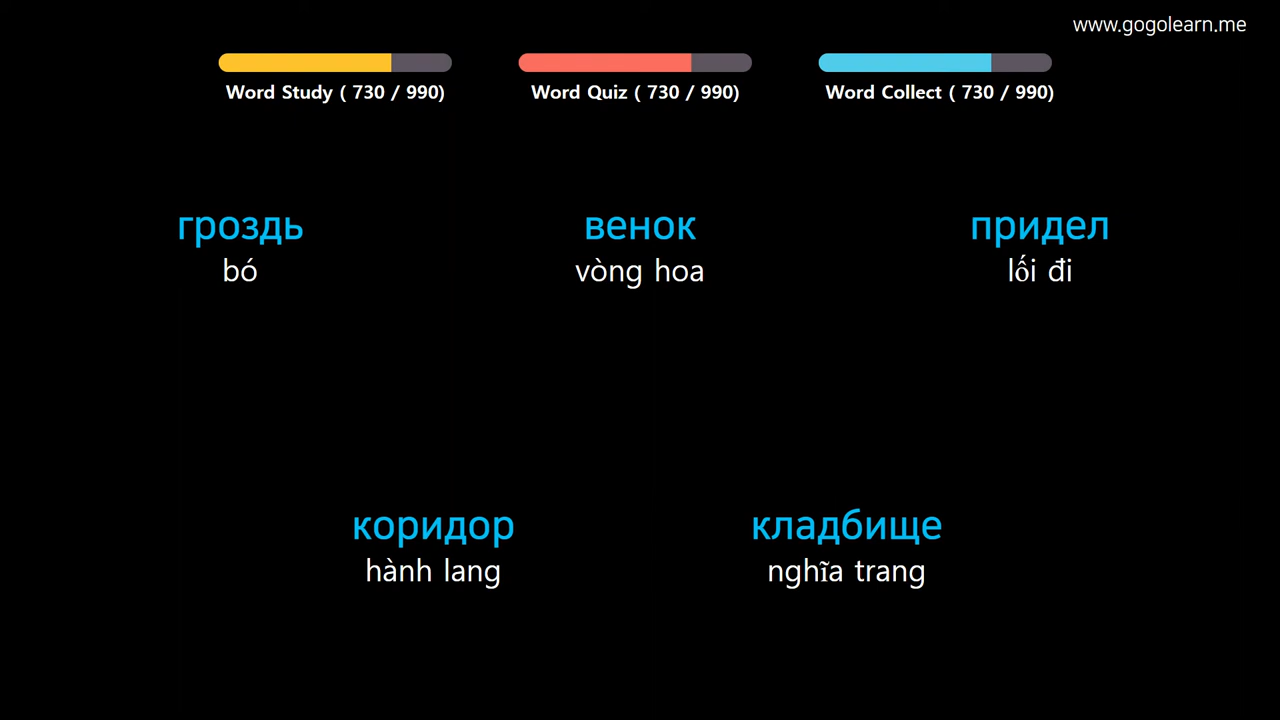 www.gogolearn.me
Word Study ( 730 / 990)
Word Quiz ( 730 / 990)
Word Collect ( 730 / 990)
гроздь
bó
венок
vòng hoa
придел
lối đi
коридор
hành lang
кладбище
nghĩa trang